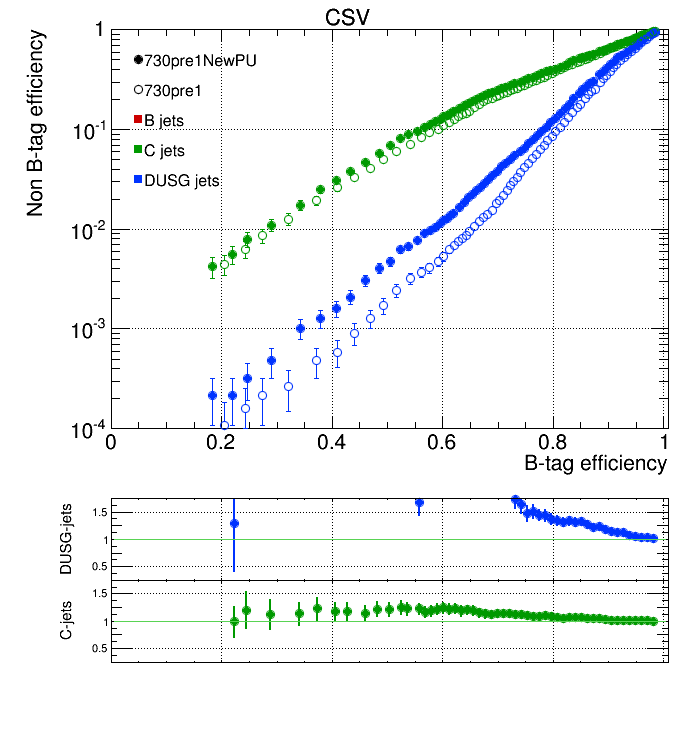 CSV
Non B-tag efficiency
1
10-1
10-2
10-3
10-4
730pre1NewPU
730pre1
B jets
C jets
DUSG jets
0 0.2 0.4 0.6 0.8 1
B-tag efficiency
DUSG-jets
1.5
1
0.5
C-jets
1.5
1
0.5